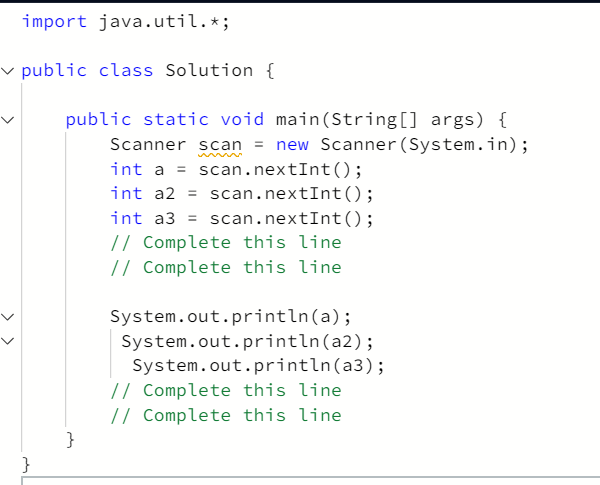 import java.util.*;
public class Solution {
public static void main(String[] args) {
Scanner scan = new Scanner(System.in);
int a = scan.nextInt();
int a2 = scan.nextInt();
int a3 = scan.nextInt();
// Complete this line
// Complete this line
System.out.println(a);
System.out.println(a2);
System.out.println(a3);
// Complete this line
// Complete this line
}
}